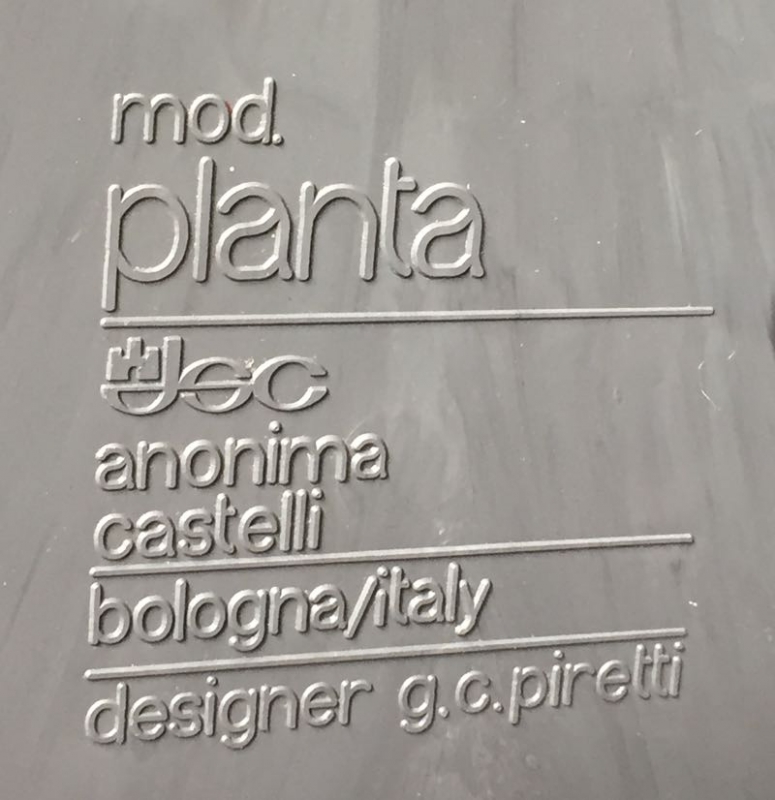 mod.
planta
anonima
castelli
bologna/italy
designer g.c.piretti